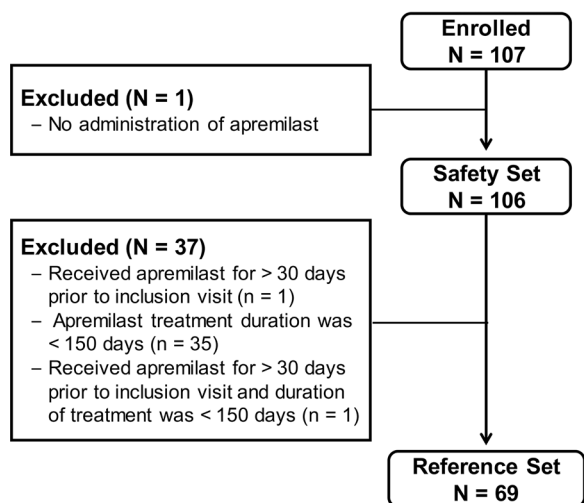 Enrolled
N = 107
Excluded (N = 1)
– No administration of apremilast
Safety Set
N = 106
Excluded (N = 37)
– Received apremilast for > 30 days
prior to inclusion visit (n = 1)
– Apremilast treatment duration was
< 150 days (n = 35)
– Received apremilast for > 30 days
prior to inclusion visit and duration
of treatment was < 150 days (n = 1)
Reference Set
N = 69